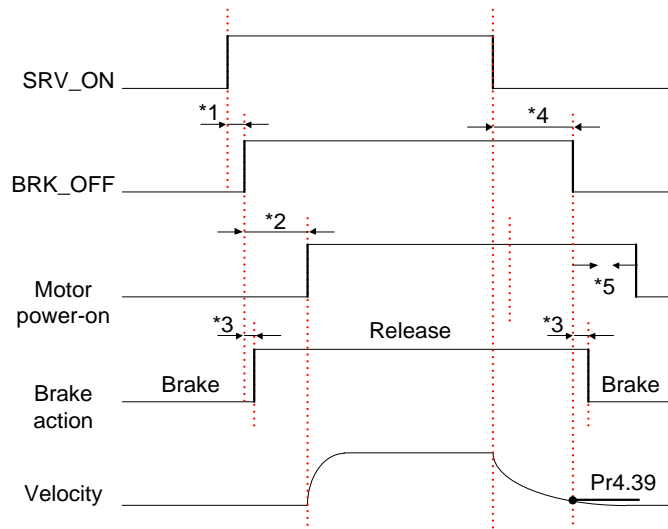 SRV_ON
*1
*4
BRK_OFF
*2
*5
Motor
power-on
*3
Release
*3
Brake
Brake
Brake
action
Pr4.39
Velocity